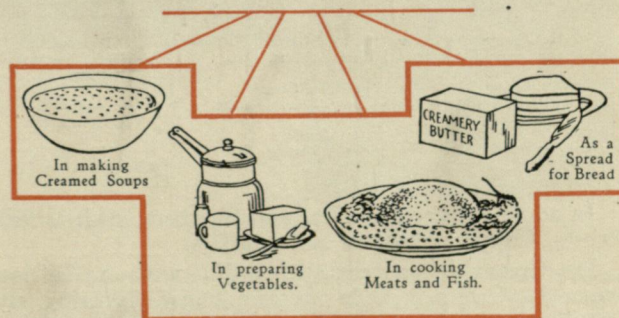 In making
Creamed Soups
CREAMERY
BUTTER
As a
Spread
for Bread
In preparing
Vegetables.
In cooking
Meats and Fish.